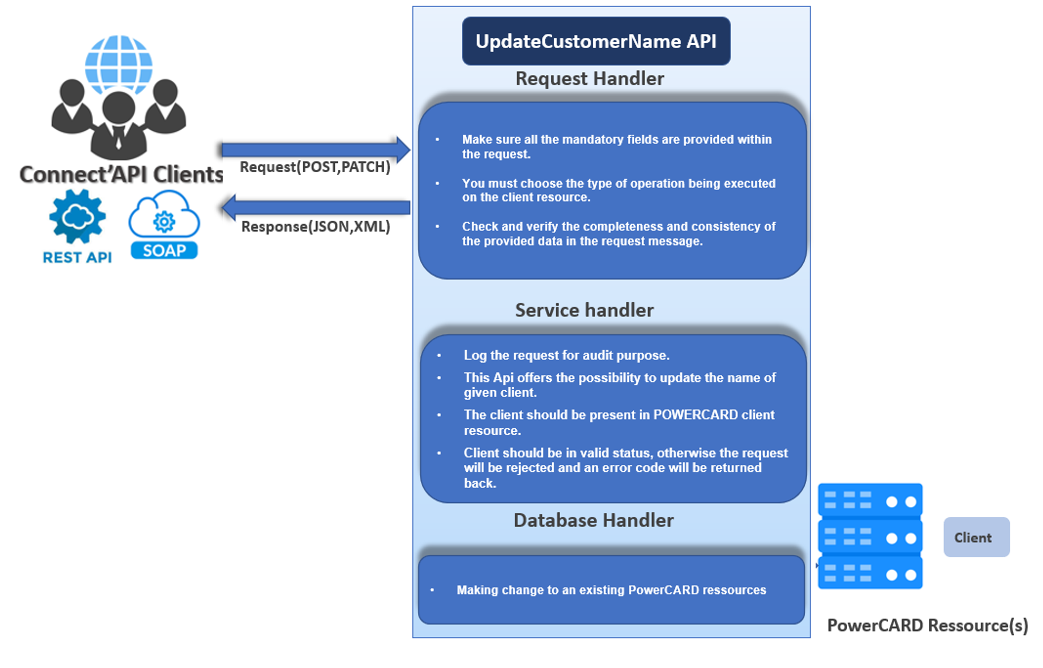 UpdateCustomerName API
Request Handler
• Make sure all the mandatory fields are provided within
the request.
• You must choose the type of operation being executed
on the client resource.
• Check and verify the completeness and consistency of
the provided data in the request message.
Connect’API Clients
REST API
SOAP
Request(POST,PATCH)
Response(JSON,XML)
Service handler
• Log the request for audit purpose.
• This Api offers the possibility to update the name of
given client.
• The client should be present in POWERCARD client
resource.
• Client should be in valid status, otherwise the request
will be rejected and an error code will be returned
back.
Database Handler
• Making change to an existing PowerCARD ressources
Client
PowerCARD Ressource(s)